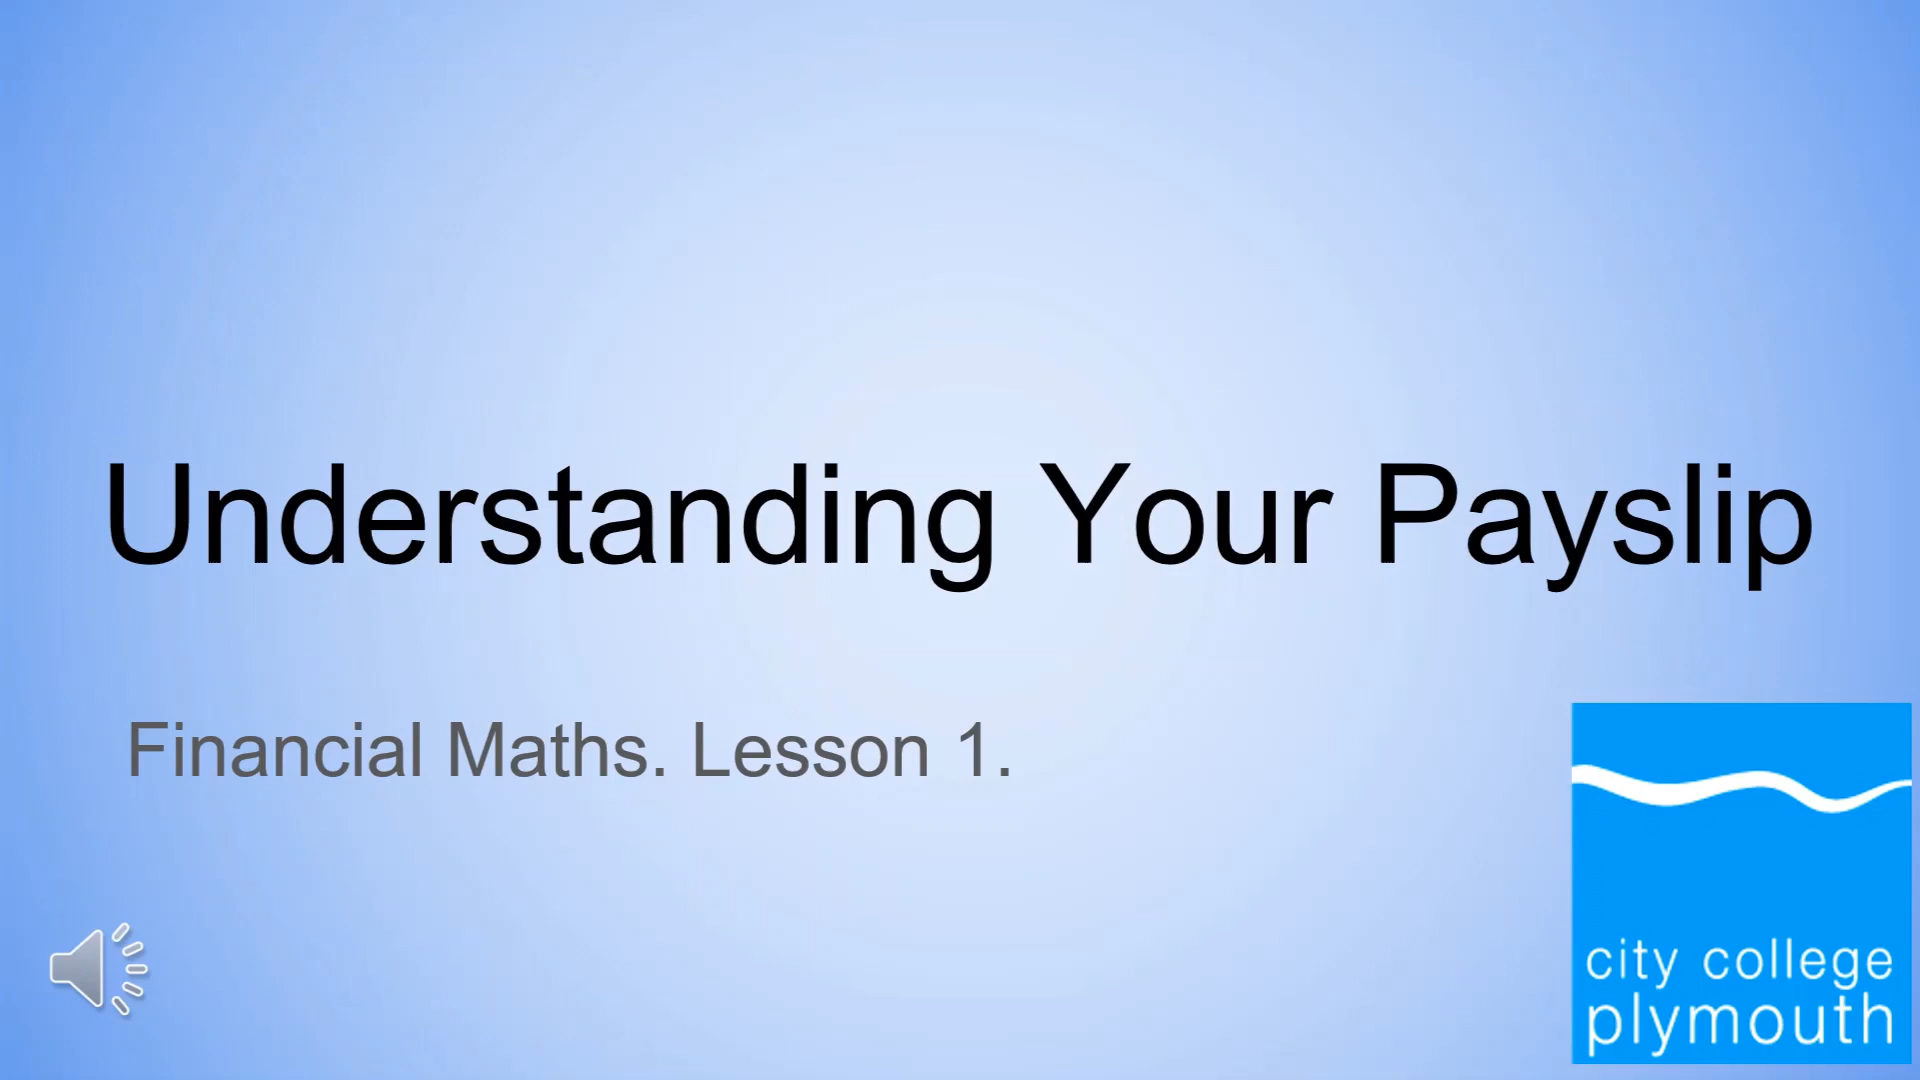 Understanding Your Payslip
Financial Maths. Lesson 1.
city college
plymouth